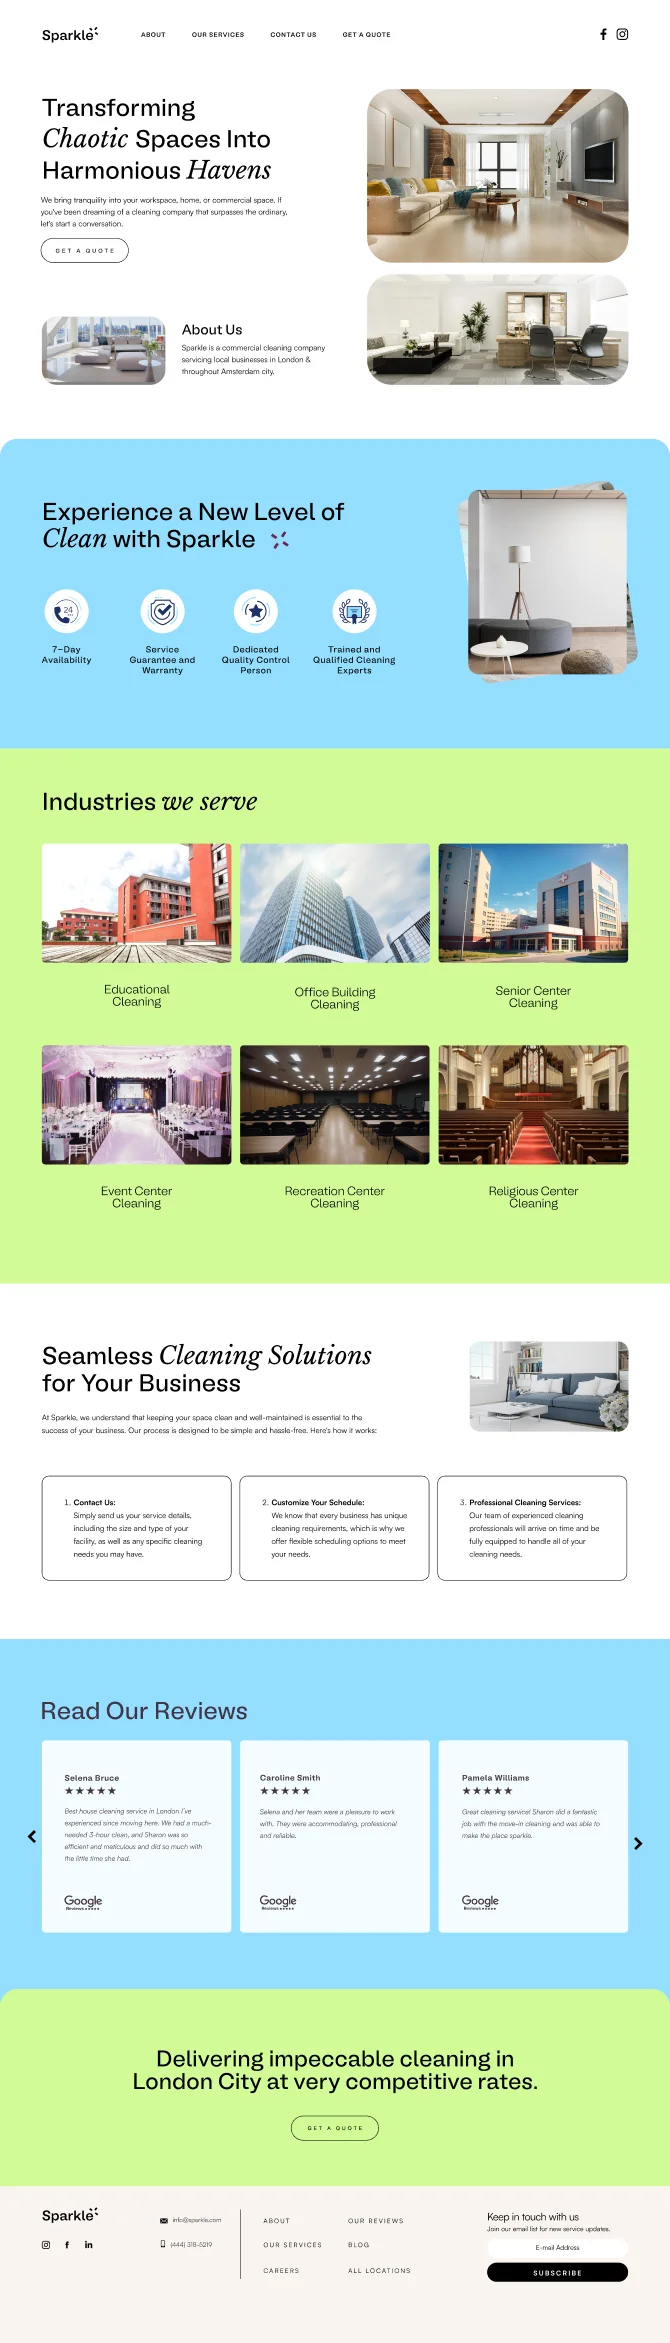 Sparkle
ABOUT
OUR SERVICES
CONTACT US
GET A QUOTE
Transforming
Chaotic Spaces Into
Harmonious Havens
We bring tranquility into your workspace, home, or commercial space. If
you've been dreaming of a cleaning company that surpasses the ordinary,
let's start a conversation.
GET A QUOTE
About Us
Sparkle is a commercial cleaning company
servicing local businesses in London &
throughout Amsterdam city.
Experience a New Level of
Clean with Sparkle
24
7-Day
Availability
Service
Guarantee and
Warranty
Dedicated
Quality Control
Person
Trained and
Qualified Cleaning
Experts
Industries we serve
Educational
Cleaning
Office Building
Cleaning
Senior Center
Cleaning
Event Center
Cleaning
Recreation Center
Cleaning
Religious Center
Cleaning
Seamless Cleaning Solutions
for Your Business
At Sparkle, we understand that keeping your space clean and well-maintained is essential to the
success of your business. Our process is designed to be simple and hassle-free. Here's how it works:
1. Contact Us:
Simply send us your service details,
including the size and type of your
facility, as well as any specific cleaning
needs you may have.
2. Customize Your Schedule:
We know that every business has unique
cleaning requirements, which is why we
offer flexible scheduling options to meet
your needs.
3. Professional Cleaning Services:
Our team of experienced cleaning
professionals will arrive on time and be
fully equipped to handle all of your
cleaning needs.
Read Our Reviews
Selena Bruce
★★★★★
Best house cleaning service in London I've
experienced since moving here. We had a much-
needed 3-hour clean, and Sharon was so
efficient and meticulous and did so much with
the little time she had.
Google
Reviews ★★★★★
Caroline Smith
★★★★★
Selena and her team were a pleasure to work
with. They were accommodating, professional
and reliable.
Google
Reviews ★★★★★
Pamela Williams
★★★★★
Great cleaning service! Sharon did a fantastic
job with the move-in cleaning and was able to
make the place sparkle.
Google
Reviews ★★★★★
Delivering impeccable cleaning in
London City at very competitive rates.
GET A QUOTE
Sparkle
info@sparkle.com
(444) 318-5219
ABOUT
OUR SERVICES
CAREERS
OUR REVIEWS
BLOG
ALL LOCATIONS
Keep in touch with us
Join our email list for new service updates.
E-mail Address
SUBSCRIBE